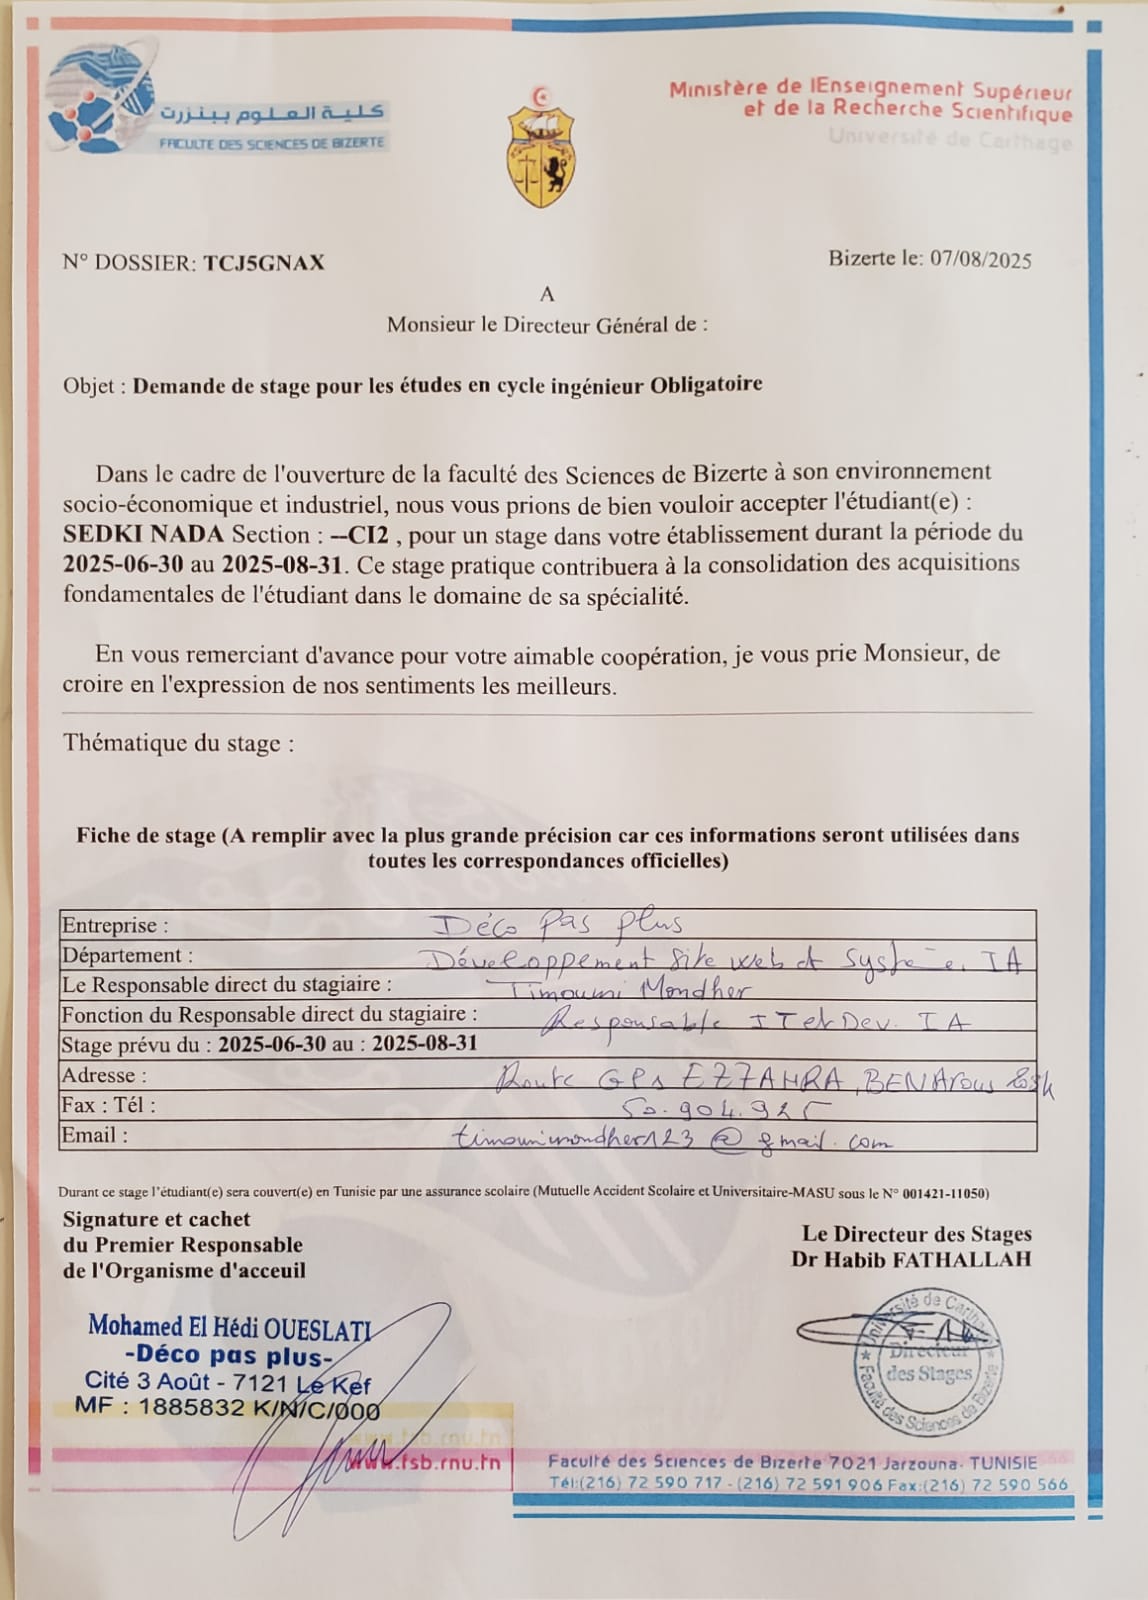 كلية العلوم ببنزرت
FACULTE DES SCIENCES DE BIZERTE
Ministère de lEnseignement Supérieur
et de la Recherche Scientifique
Université de Carthage
N° DOSSIER: TCJ5GNAX
Bizerte le: 07/08/2025
A
Monsieur le Directeur Général de :
Objet : Demande de stage pour les études en cycle ingénieur Obligatoire
Dans le cadre de l'ouverture de la faculté des Sciences de Bizerte à son environnement
socio-économique et industriel, nous vous prions de bien vouloir accepter l'étudiant(e) :
SEDKI NADA Section : --CI2 , pour un stage dans votre établissement durant la période du
2025-06-30 au 2025-08-31. Ce stage pratique contribuera à la consolidation des acquisitions
fondamentales de l'étudiant dans le domaine de sa spécialité.
En vous remerciant d'avance pour votre aimable coopération, je vous prie Monsieur, de
croire en l'expression de nos sentiments les meilleurs.
Thématique du stage :
Fiche de stage (A remplir avec la plus grande précision car ces informations seront utilisées dans
toutes les correspondances officielles)
Entreprise : Déco pas plus
Département : Développement site web et système IA
Le Responsable direct du stagiaire : Timoumi Mondher
Fonction du Responsable direct du stagiaire : Responsable IT et Dev. IA
Stage prévu du : 2025-06-30 au : 2025-08-31
Adresse : Route GP1 EZZAHRA, BEN Arous
Fax : Tél : 50.904.925
Email : timoumimondher123@gmail.com
Durant ce stage l'étudiant(e) sera couvert(e) en Tunisie par une assurance scolaire (Mutuelle Accident Scolaire et Universitaire-MASU sous le N° 001421-11050)
Signature et cachet
du Premier Responsable
de l'Organisme d'acceuil
Le Directeur des Stages
Dr Habib FATHALLAH
Mohamed El Hédi OUESLATI
-Déco pas plus-
Cité 3 Août - 7121 Le Kef
MF : 1885832 K/N/C/000
Université de Carthage
Directeur
des Stages
Faculté des Sciences de Bizerte
www.fsb.rnu.tn
www.fsb.rnu.tn
Faculté des Sciences de Bizerte 7021 Jarzouna- TUNISIE
Tél:(216) 72 590 717 - (216) 72 591 906 Fax:(216) 72 590 566